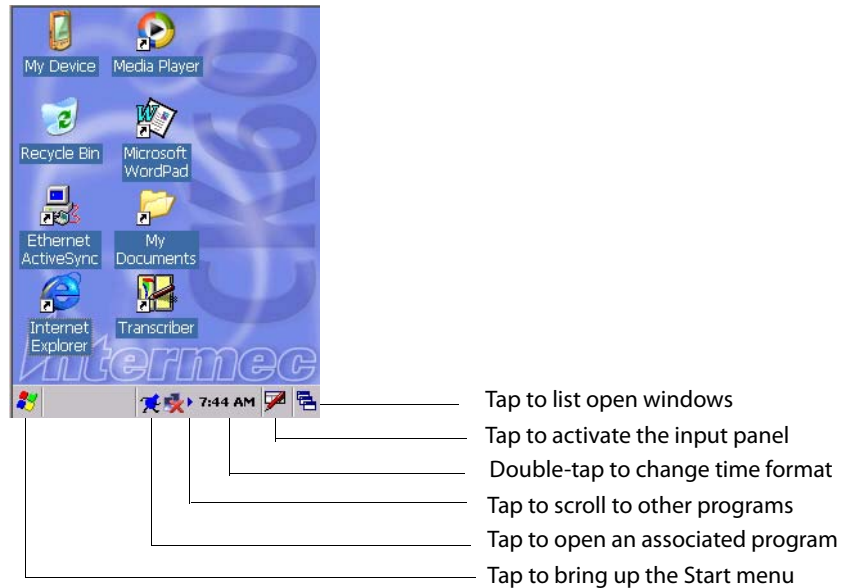 My Device Media Player
Recycle Bin Microsoft
WordPad
Ethernet My
ActiveSync Documents
Internet Transcriber
Explorer
CK60
Intermec
7:44 AM
Tap to list open windows
Tap to activate the input panel
Double-tap to change time format
Tap to scroll to other programs
Tap to open an associated program
Tap to bring up the Start menu